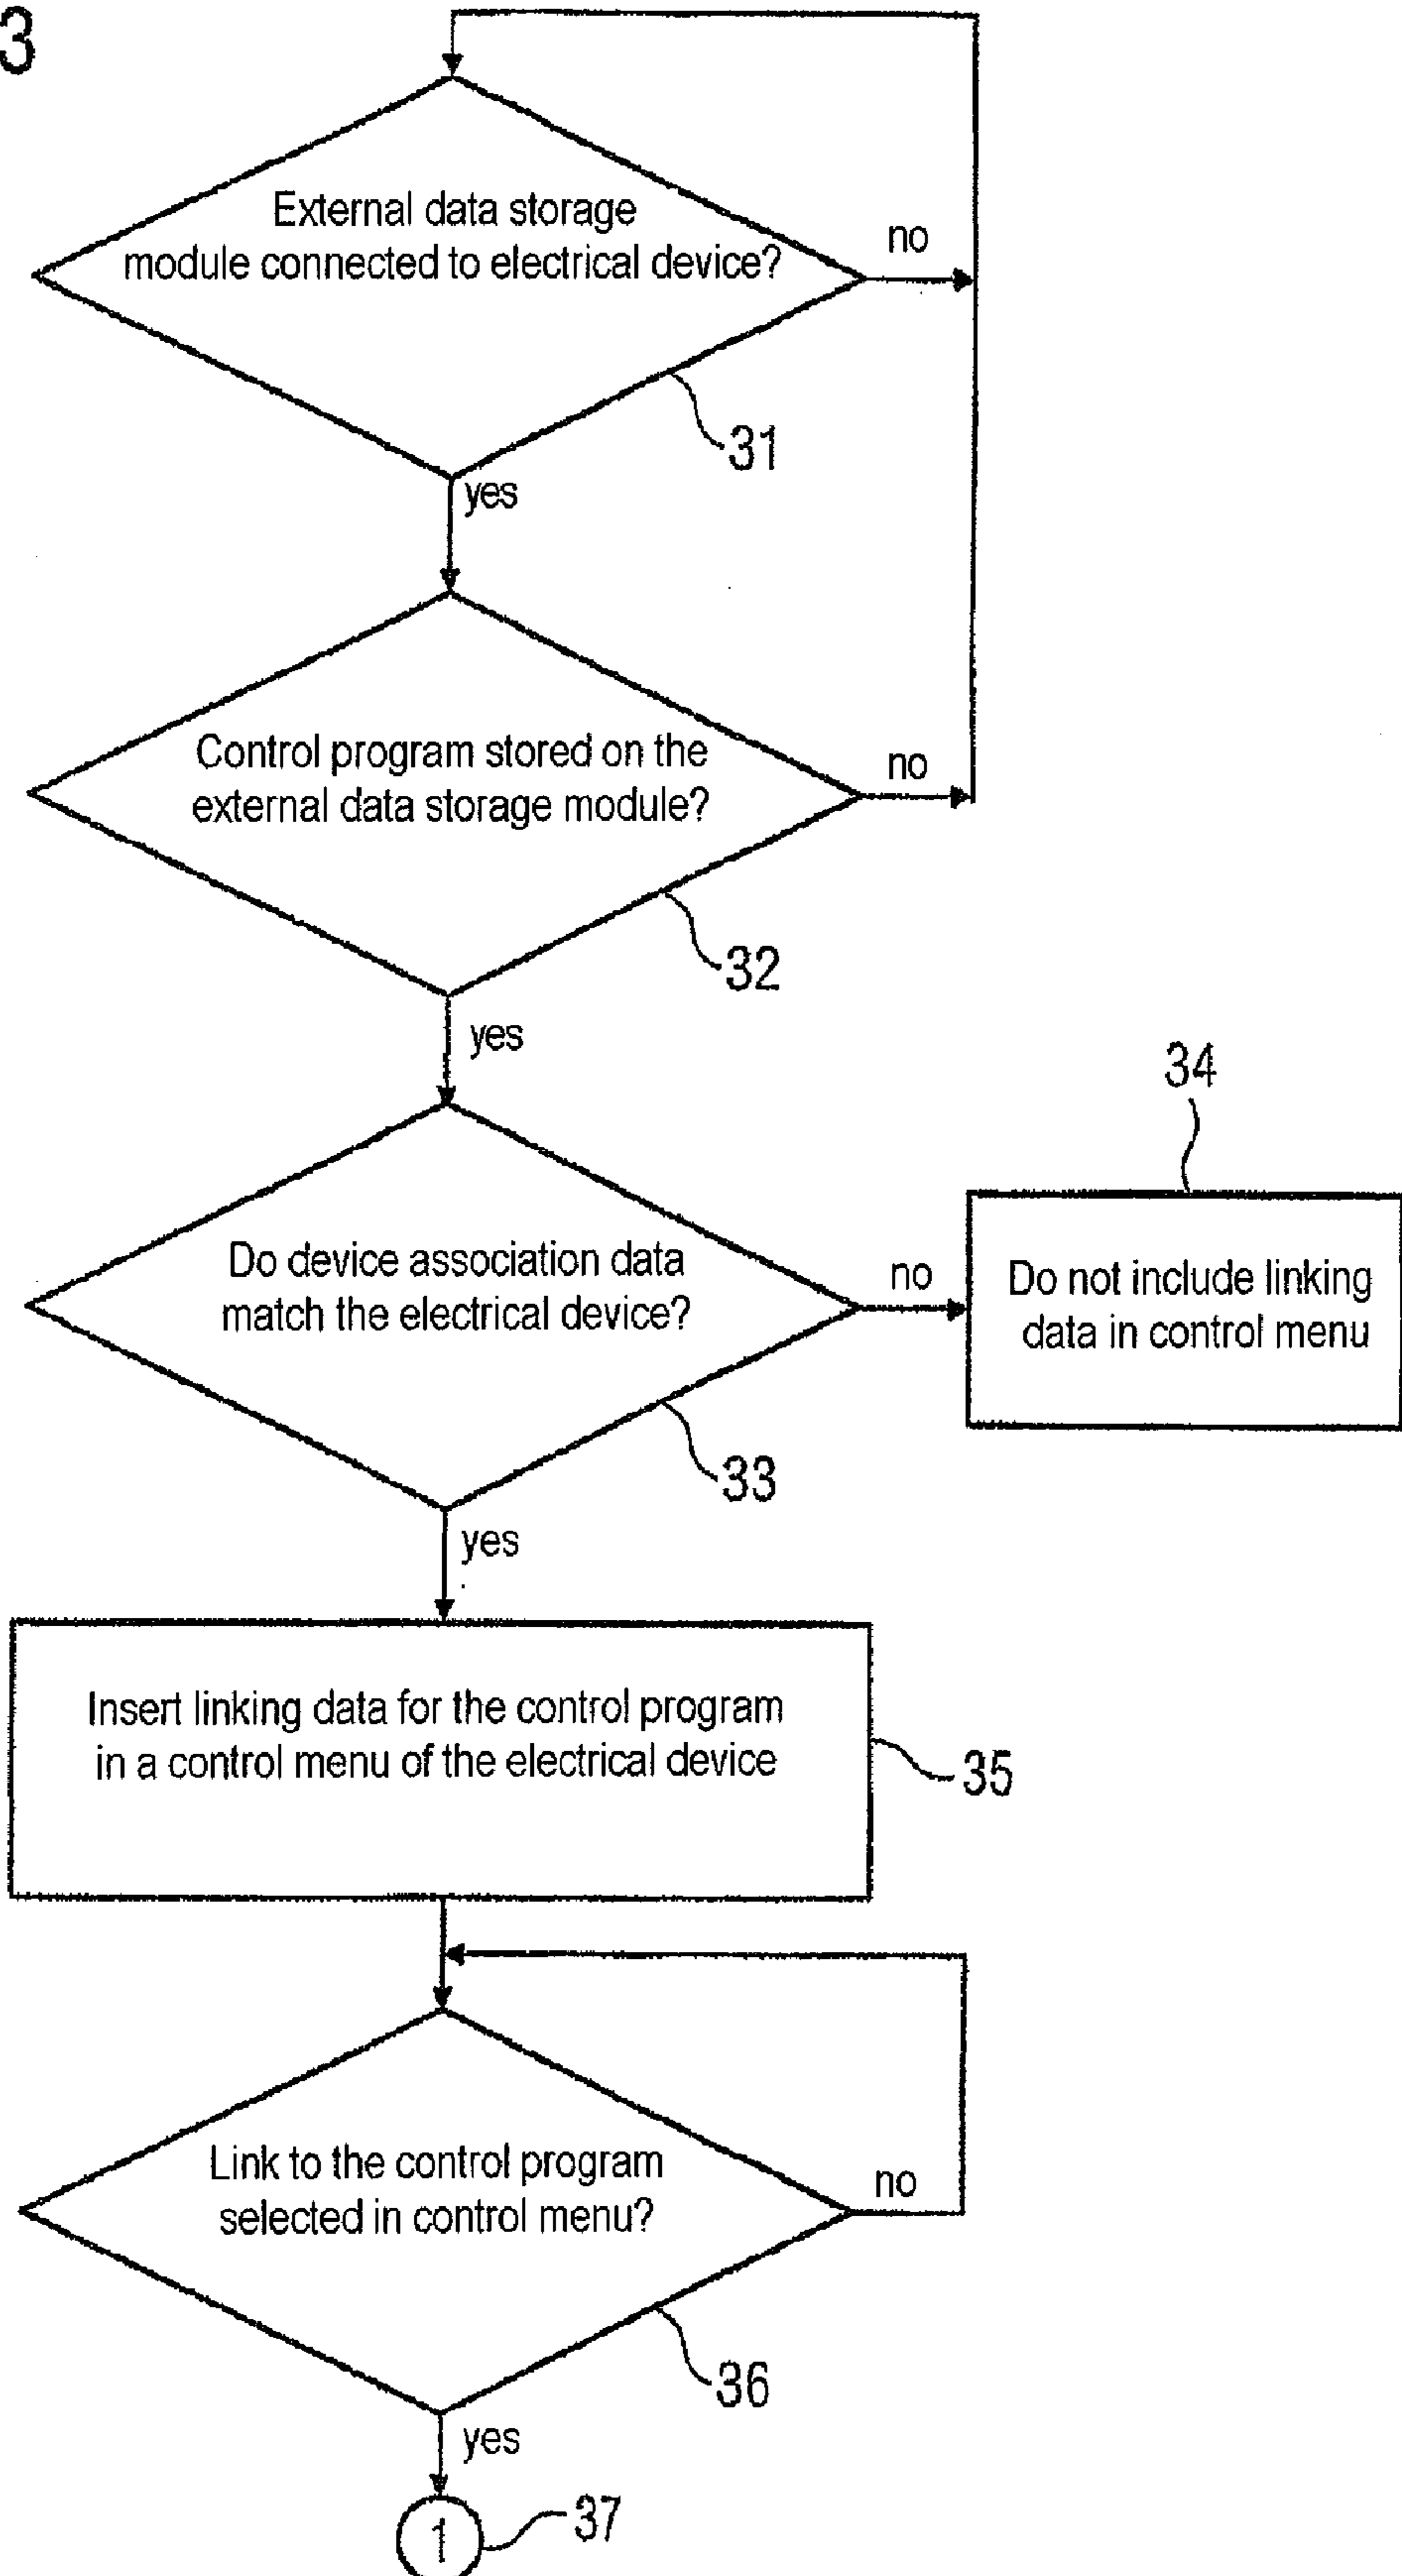 3
External data storage
module connected to electrical device?
no
31
yes
Control program stored on the
external data storage module?
no
32
yes
34
Do device association data
match the electrical device?
no
Do not include linking
data in control menu
33
yes
Insert linking data for the control program
in a control menu of the electrical device
35
Link to the control program
selected in control menu?
no
36
yes
1
37